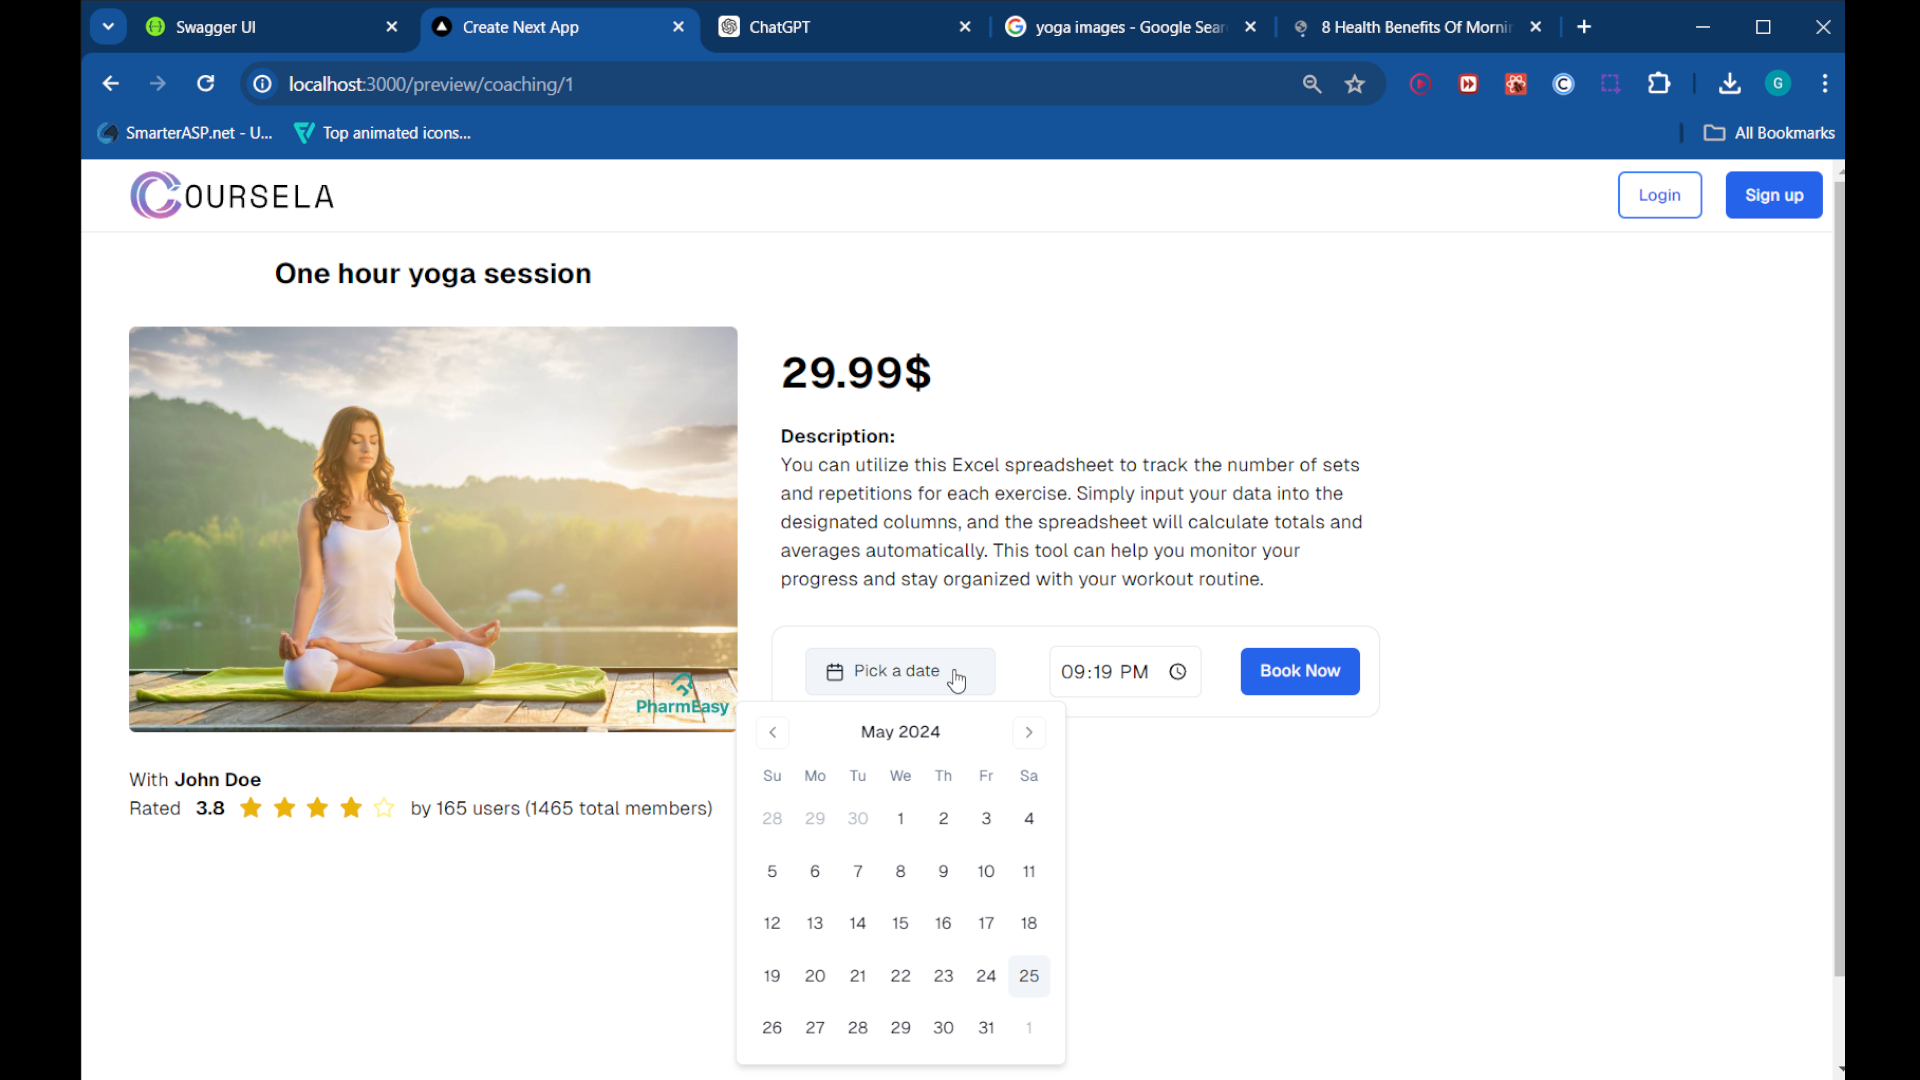 Swagger UI
Create Next App
ChatGPT
yoga images - Google Sear
8 Health Benefits Of Mornin
localhost:3000/preview/coaching/1
G
SmarterASP.net - U...
Top animated icons...
All Bookmarks
COURSELA
Login
Sign up
One hour yoga session
29.99$
Description:
You can utilize this Excel spreadsheet to track the number of sets
and repetitions for each exercise. Simply input your data into the
designated columns, and the spreadsheet will calculate totals and
averages automatically. This tool can help you monitor your
progress and stay organized with your workout routine.
Pick a date
09:19 PM
Book Now
PharmEasy
With John Doe
Rated 3.8 by 165 users (1465 total members)
May 2024
Su Mo Tu We Th Fr Sa
28 29 30 1 2 3 4
5 6 7 8 9 10 11
12 13 14 15 16 17 18
19 20 21 22 23 24 25
26 27 28 29 30 31 1